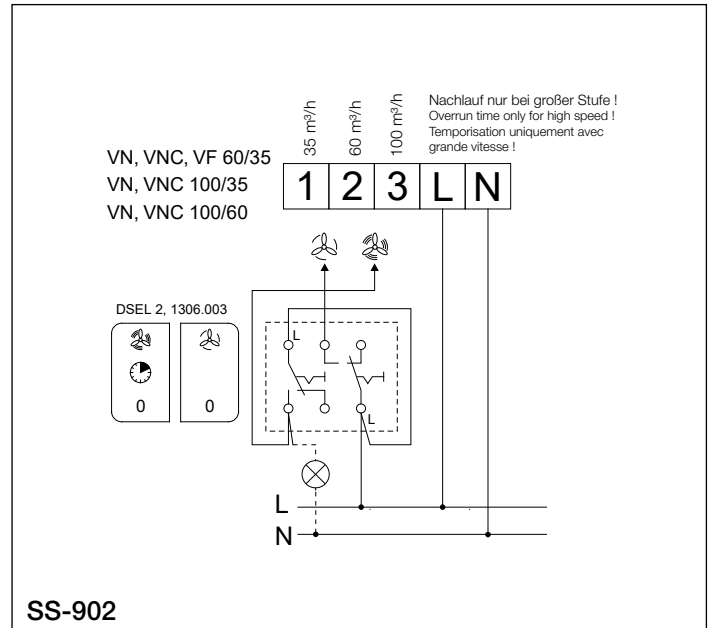 35 m³/h
60 m³/h
100 m³/h
Nachlauf nur bei großer Stufe !
Overrun time only for high speed !
Temporisation uniquement avec
grande vitesse !
VN, VNC, VF 60/35
VN, VNC 100/35
VN, VNC 100/60
1 2 3 L N
DSEL 2, 1306.003
0 0
L
L
L
N
SS-902